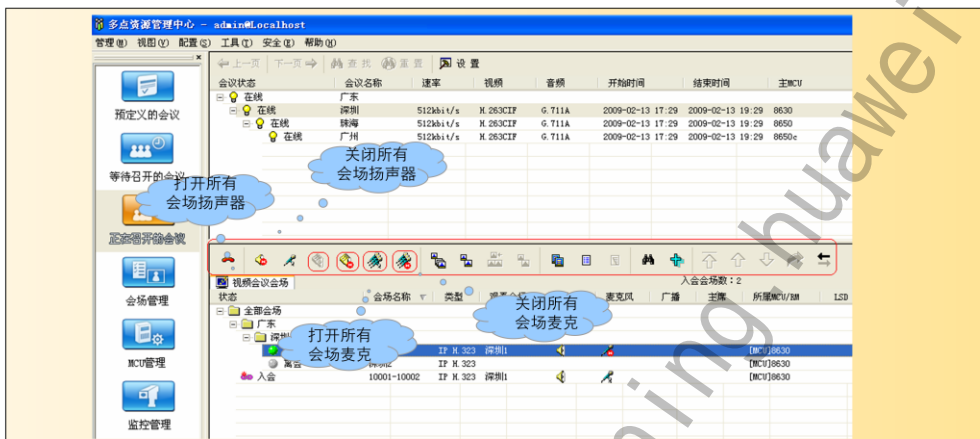 多点资源管理中心 - admin@Localhost
管理(M) 视图(V) 配置(S) 工具(T) 安全(E) 帮助(H)
上一页 下一页 查找 重置 设置
会议状态 会议名称 速率 视频 音频 开始时间 结束时间 主MCU
在线 广东
在线 深圳 512kbit/s H.263CIF G.711A 2009-02-13 17:29 2009-02-13 19:29 8630
在线 珠海 512kbit/s H.263CIF G.711A 2009-02-13 17:29 2009-02-13 19:29 8650
在线 广州 512kbit/s H.263CIF G.711A 2009-02-13 17:29 2009-02-13 19:29 8650c
预定义的会议
等待召开的会议
正在召开的会议
会场管理
MCU管理
监控管理
打开所有
会场扬声器
关闭所有
会场扬声器
入会会场数：2
视频会议会场
状态 会场名称 类型 麦克风 广播 主席 所属MCU/RM LSD
全部会场
广东
打开所有
会场麦克
关闭所有
会场麦克
IP H.323 深圳1 [MCU]8630
离会 深圳2 IP H.323 [MCU]8630
入会 10001-10002 IP H.323 深圳1 [MCU]8630
ning.huawei